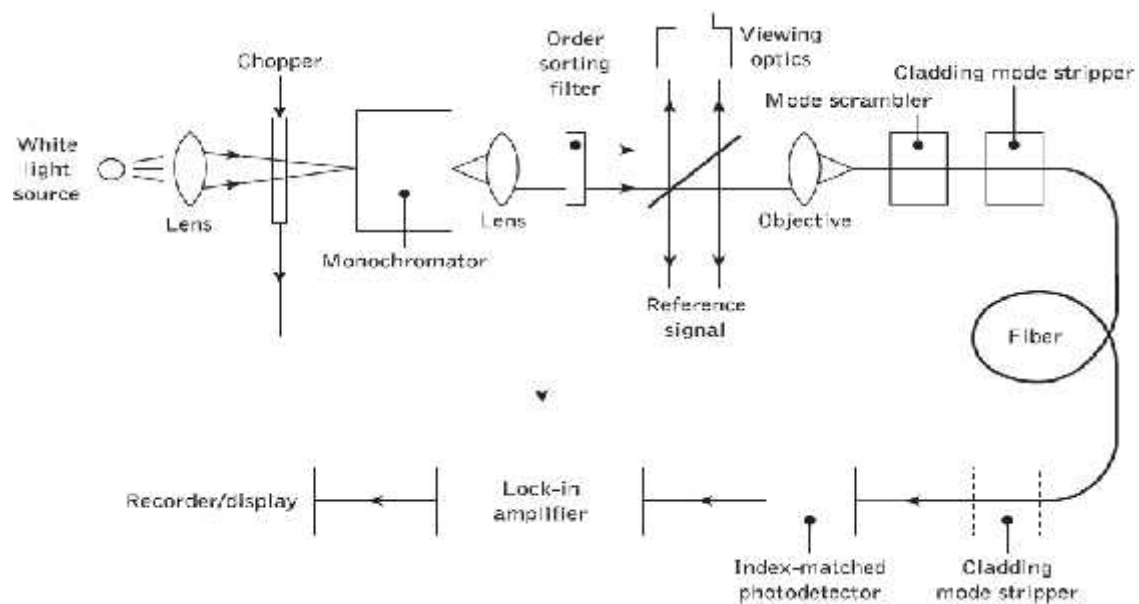 Order
sorting
filter
Viewing
optics
Chopper
Cladding mode stripper
Mode scrambler
White
light
source
Lens
Lens
Objective
Monochromator
Reference
signal
Fiber
Recorder/display
Lock-in
amplifier
Index-matched
photodetector
Cladding
mode stripper